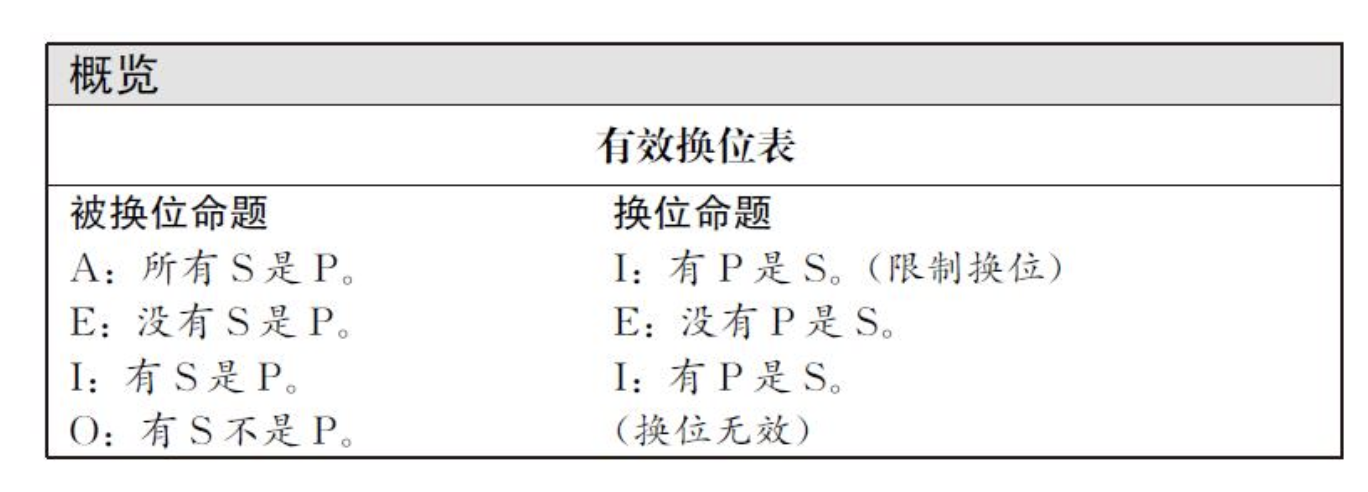 概览
有效换位表
被换位命题 换位命题
A：所有 S 是 P。 I：有 P 是 S。（限制换位）
E：没有 S 是 P。 E：没有 P 是 S。
I：有 S 是 P。 I：有 P 是 S。
O：有 S 不是 P。 （换位无效）